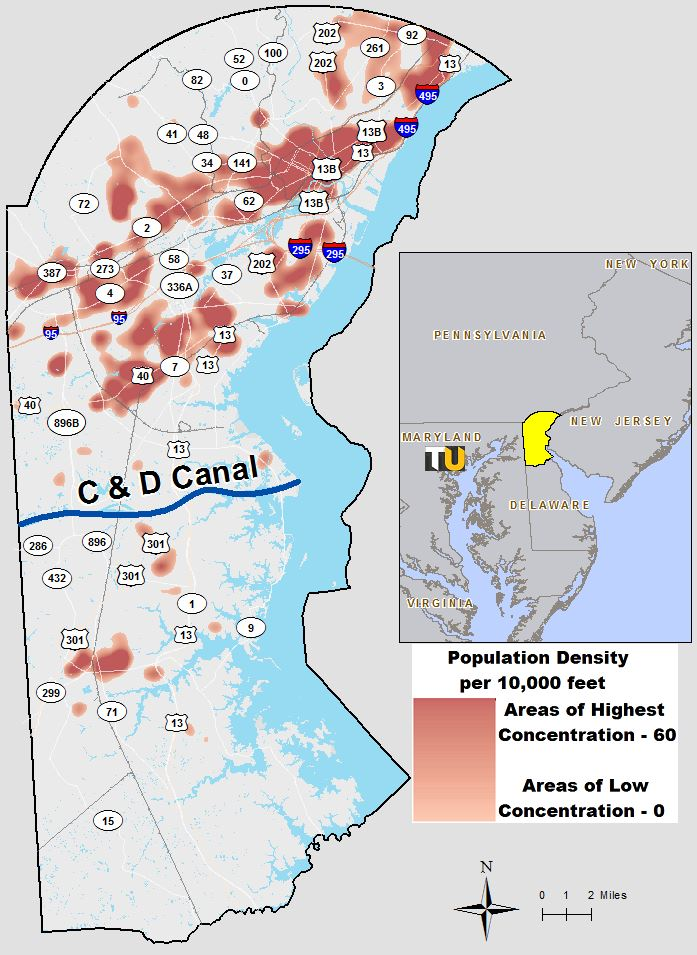 202
92
261
100
52
202
13
82
0
3
495
495
41
48
13B
13
34
141
13B
72
62
13B
2
295
295
58
202
387
273
37
336A
4
95
95
13
7
13
40
40
896B
13
C & D Canal
286
896
301
432
301
1
13
9
301
299
71
13
15
NEW YORK
PENNSYLVANIA
NEW JERSEY
MARYLAND
TU
DELAWARE
VIRGINIA
Population Density
per 10,000 feet
Areas of Highest
Concentration - 60
Areas of Low
Concentration - 0
N
0 1 2 Miles